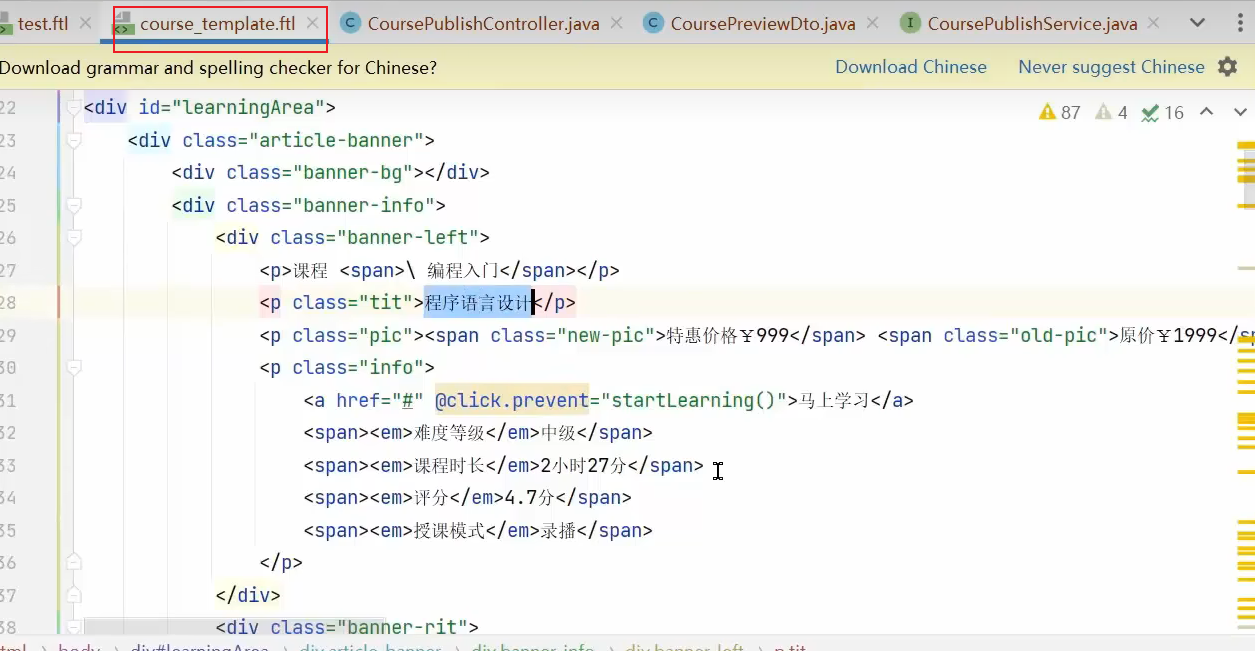 test.ftl course_template.ftl CoursePublishController.java CoursePreviewDto.java CoursePublishService.java
Download grammar and spelling checker for Chinese? Download Chinese Never suggest Chinese
22 <div id="learningArea"> 87 4 16
23 <div class="article-banner">
24 <div class="banner-bg"></div>
25 <div class="banner-info">
26 <div class="banner-left">
27 <p>课程 <span>\ 编程入门</span></p>
28 <p class="tit">程序语言设计</p>
29 <p class="pic"><span class="new-pic">特惠价格￥999</span> <span class="old-pic">原价￥1999</sp
30 <p class="info">
31 <a href="#" @click.prevent="startLearning()">马上学习</a>
32 <span><em>难度等级</em>中级</span>
33 <span><em>课程时长</em>2小时27分</span>
34 <span><em>评分</em>4.7分</span>
35 <span><em>授课模式</em>录播</span>
36 </p>
37 </div>
38 <div class="banner-rit">
html body div#learningArea div.article-banner div.banner-info div.banner-left p.tit